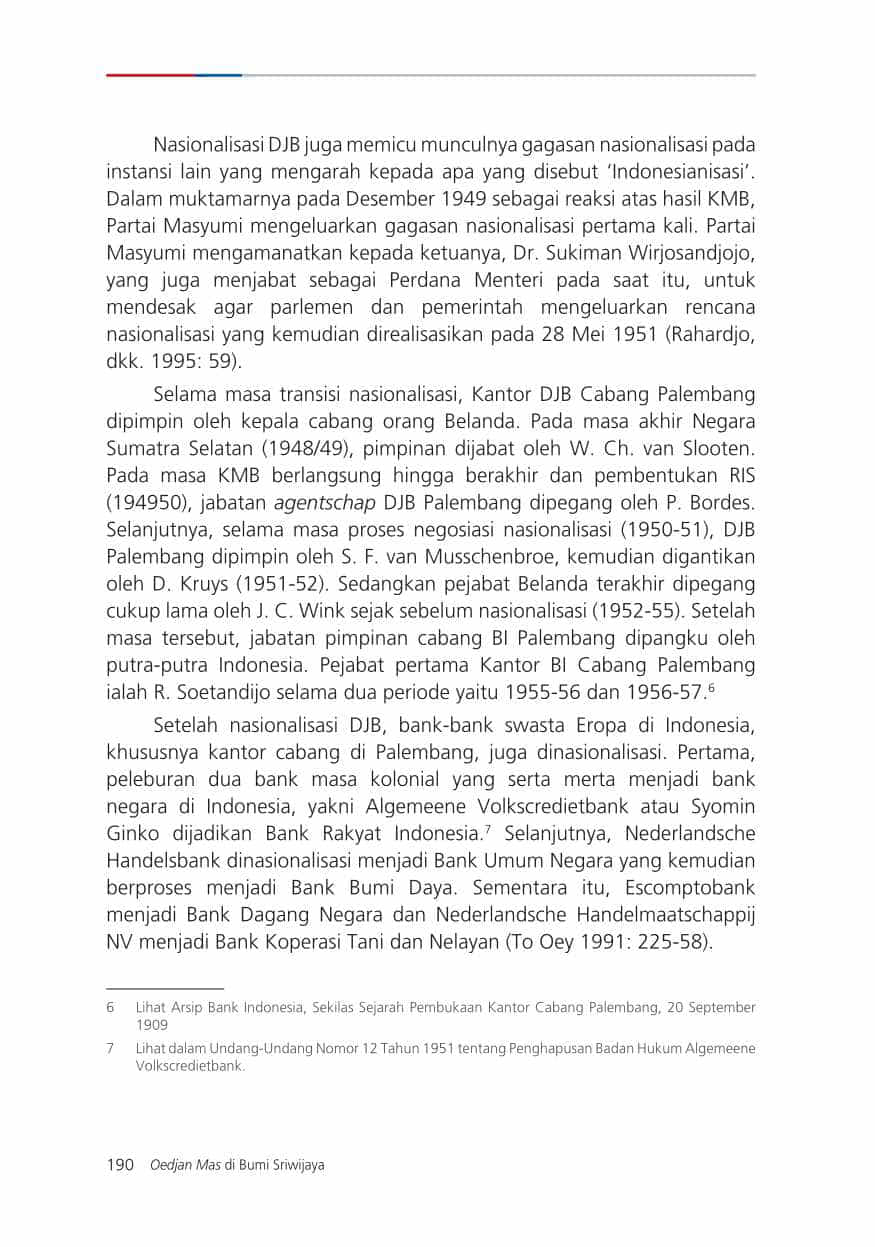 Nasionalisasi DJB juga memicu munculnya gagasan nasionalisasi pada
instansi lain yang mengarah kepada apa yang disebut ‘Indonesianisasi’.
Dalam muktamarnya pada Desember 1949 sebagai reaksi atas hasil KMB,
Partai Masyumi mengeluarkan gagasan nasionalisasi pertama kali. Partai
Masyumi mengamanatkan kepada ketuanya, Dr. Sukiman Wirjosandjojo,
yang juga menjabat sebagai Perdana Menteri pada saat itu, untuk
mendesak agar parlemen dan pemerintah mengeluarkan rencana
nasionalisasi yang kemudian direalisasikan pada 28 Mei 1951 (Rahardjo,
dkk. 1995: 59).
Selama masa transisi nasionalisasi, Kantor DJB Cabang Palembang
dipimpin oleh kepala cabang orang Belanda. Pada masa akhir Negara
Sumatra Selatan (1948/49), pimpinan dijabat oleh W. Ch. van Slooten.
Pada masa KMB berlangsung hingga berakhir dan pembentukan RIS
(194950), jabatan agentschap DJB Palembang dipegang oleh P. Bordes.
Selanjutnya, selama masa proses negosiasi nasionalisasi (1950-51), DJB
Palembang dipimpin oleh S. F. van Musschenbroe, kemudian digantikan
oleh D. Kruys (1951-52). Sedangkan pejabat Belanda terakhir dipegang
cukup lama oleh J. C. Wink sejak sebelum nasionalisasi (1952-55). Setelah
masa tersebut, jabatan pimpinan cabang BI Palembang dipangku oleh
putra-putra Indonesia. Pejabat pertama Kantor BI Cabang Palembang
ialah R. Soetandijo selama dua periode yaitu 1955-56 dan 1956-57.6
Setelah nasionalisasi DJB, bank-bank swasta Eropa di Indonesia,
khususnya kantor cabang di Palembang, juga dinasionalisasi. Pertama,
peleburan dua bank masa kolonial yang serta merta menjadi bank
negara di Indonesia, yakni Algemeene Volkscredietbank atau Syomin
Ginko dijadikan Bank Rakyat Indonesia.7 Selanjutnya, Nederlandsche
Handelsbank dinasionalisasi menjadi Bank Umum Negara yang kemudian
berproses menjadi Bank Bumi Daya. Sementara itu, Escomptobank
menjadi Bank Dagang Negara dan Nederlandsche Handelmaatschappij
NV menjadi Bank Koperasi Tani dan Nelayan (To Oey 1991: 225-58).
6 Lihat Arsip Bank Indonesia, Sekilas Sejarah Pembukaan Kantor Cabang Palembang, 20 September
1909
7 Lihat dalam Undang-Undang Nomor 12 Tahun 1951 tentang Penghapusan Badan Hukum Algemeene
Volkscredietbank.
190 Oedjan Mas di Bumi Sriwijaya